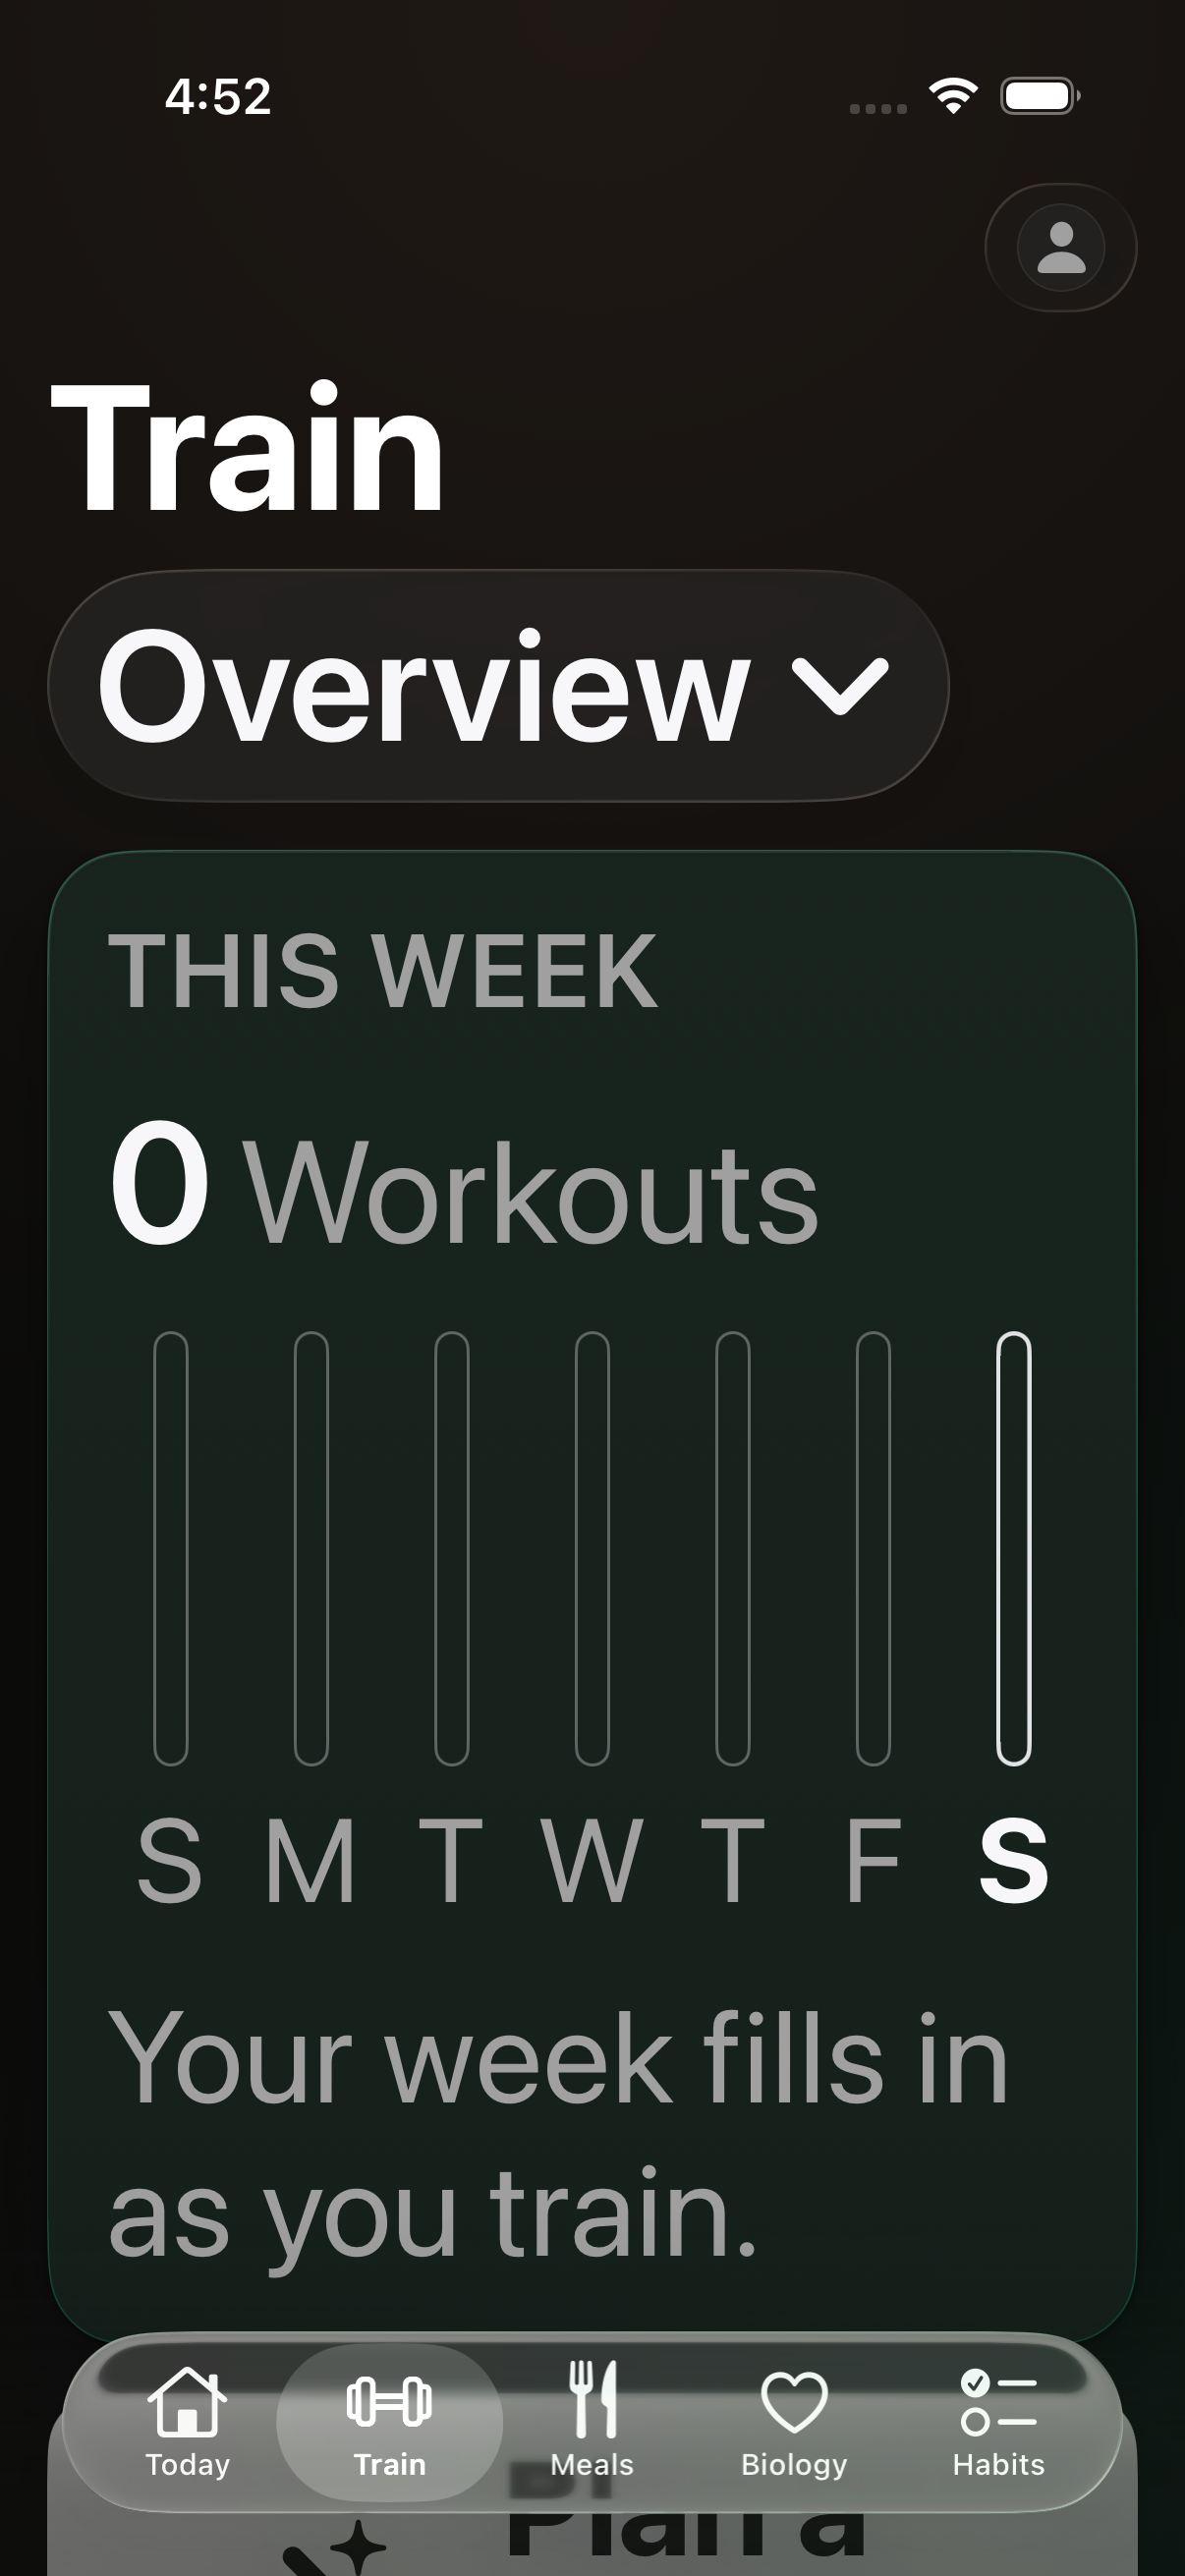 4:52
Train
Overview
THIS WEEK
0 Workouts
S M T W T F S
Your week fills in
as you train.
Today Train Meals Biology Habits
Plan a